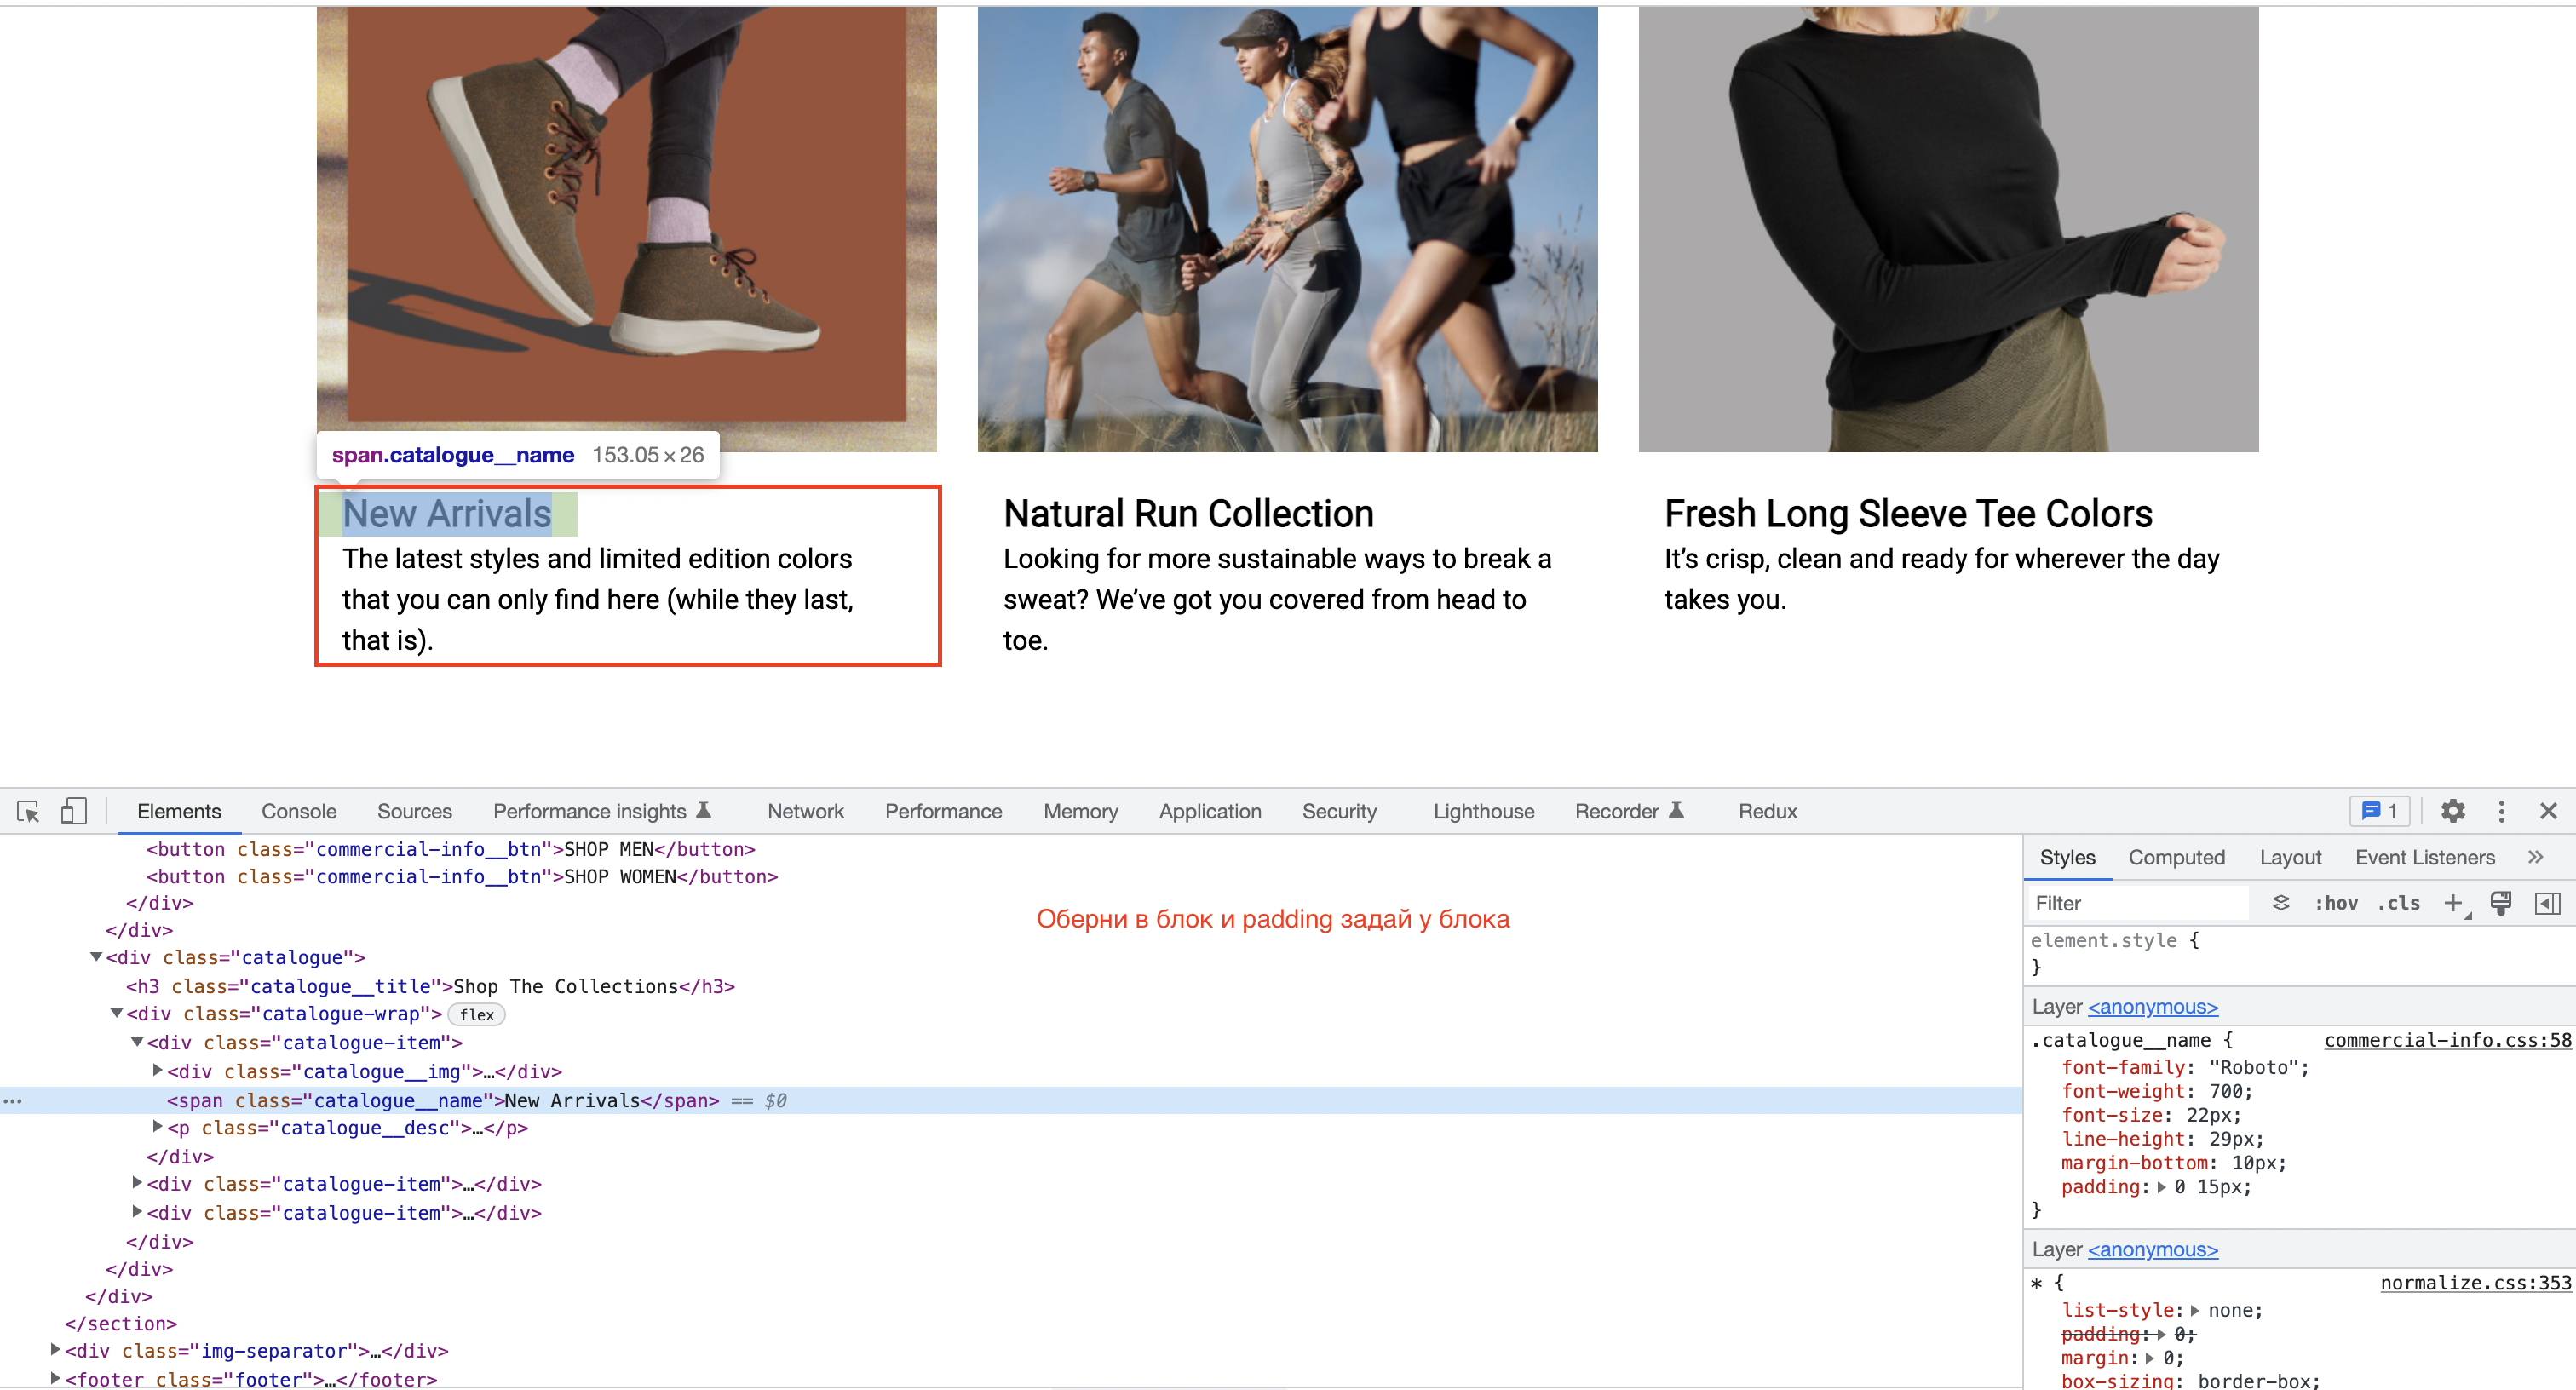 span.catalogue__name 153.05 × 26
New Arrivals
The latest styles and limited edition colors
that you can only find here (while they last,
that is).
Natural Run Collection
Looking for more sustainable ways to break a
sweat? We’ve got you covered from head to
toe.
Fresh Long Sleeve Tee Colors
It’s crisp, clean and ready for wherever the day
takes you.
Elements Console Sources Performance insights Network Performance Memory Application Security Lighthouse Recorder Redux 1
<button class="commercial-info__btn">SHOP MEN</button>
<button class="commercial-info__btn">SHOP WOMEN</button>
</div>
</div>
<div class="catalogue">
<h3 class="catalogue__title">Shop The Collections</h3>
<div class="catalogue-wrap"> flex
<div class="catalogue-item">
<div class="catalogue__img">…</div>
<span class="catalogue__name">New Arrivals</span> == $0
<p class="catalogue__desc">…</p>
</div>
<div class="catalogue-item">…</div>
<div class="catalogue-item">…</div>
</div>
</div>
</div>
</section>
<div class="img-separator">…</div>
<footer class="footer">…</footer>
Оберни в блок и padding задай у блока
Styles Computed Layout Event Listeners »
Filter :hov .cls +
element.style {
}
Layer <anonymous>
.catalogue__name { commercial-info.css:58
font-family: "Roboto";
font-weight: 700;
font-size: 22px;
line-height: 29px;
margin-bottom: 10px;
padding: 0 15px;
}
Layer <anonymous>
* { normalize.css:353
list-style: none;
padding: 0;
margin: 0;
box-sizing: border-box;